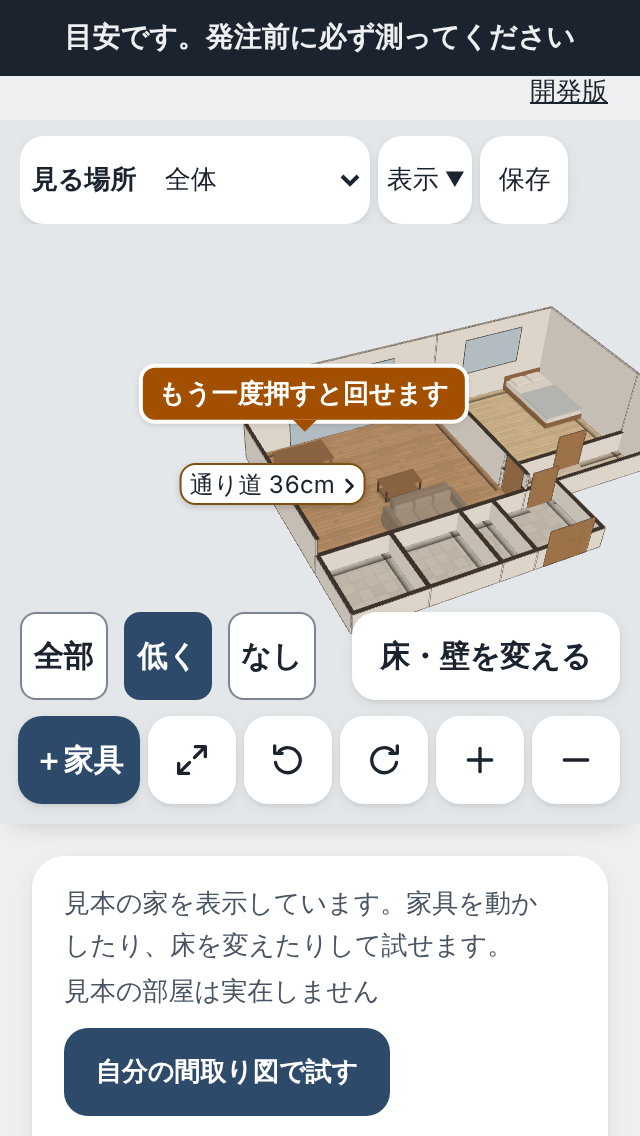 目安です。発注前に必ず測ってください
開発版
見る場所 全体 表示 ▼ 保存
もう一度押すと回せます
通り道 36cm
全部 低く なし 床・壁を変える
＋家具
見本の家を表示しています。家具を動か
したり、床を変えたりして試せます。
見本の部屋は実在しません
自分の間取り図で試す